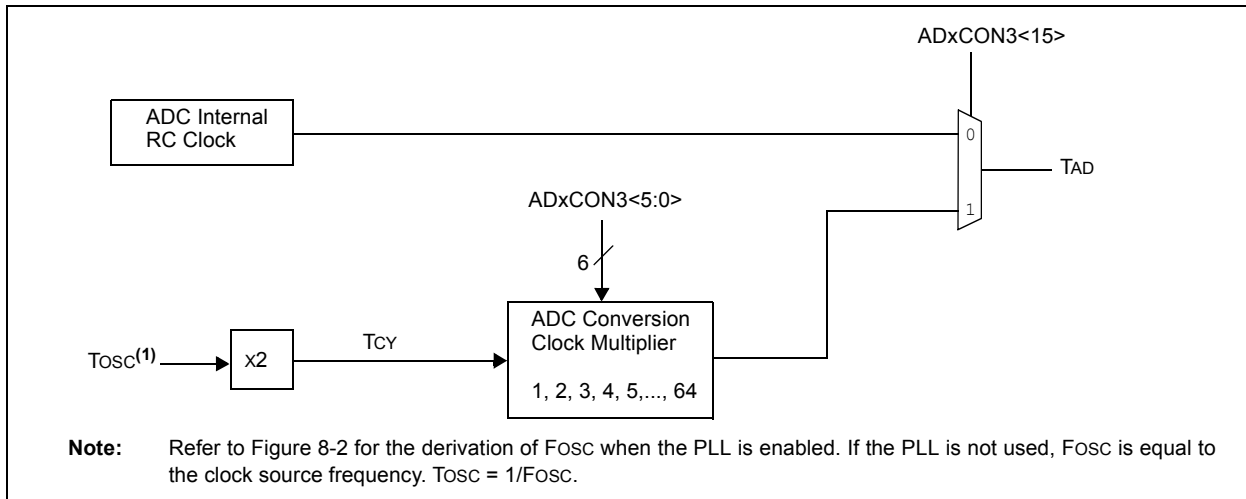 ADxCON3<15>
ADC Internal
RC Clock
0
TAD
ADxCON3<5:0>
1
6
ADC Conversion
Clock Multiplier
TOSC(1)
X2
TCY
1, 2, 3, 4, 5,..., 64
Note: Refer to Figure 8-2 for the derivation of FOSC when the PLL is enabled. If the PLL is not used, FOSC is equal to
the clock source frequency. TOSC = 1/FOSC.